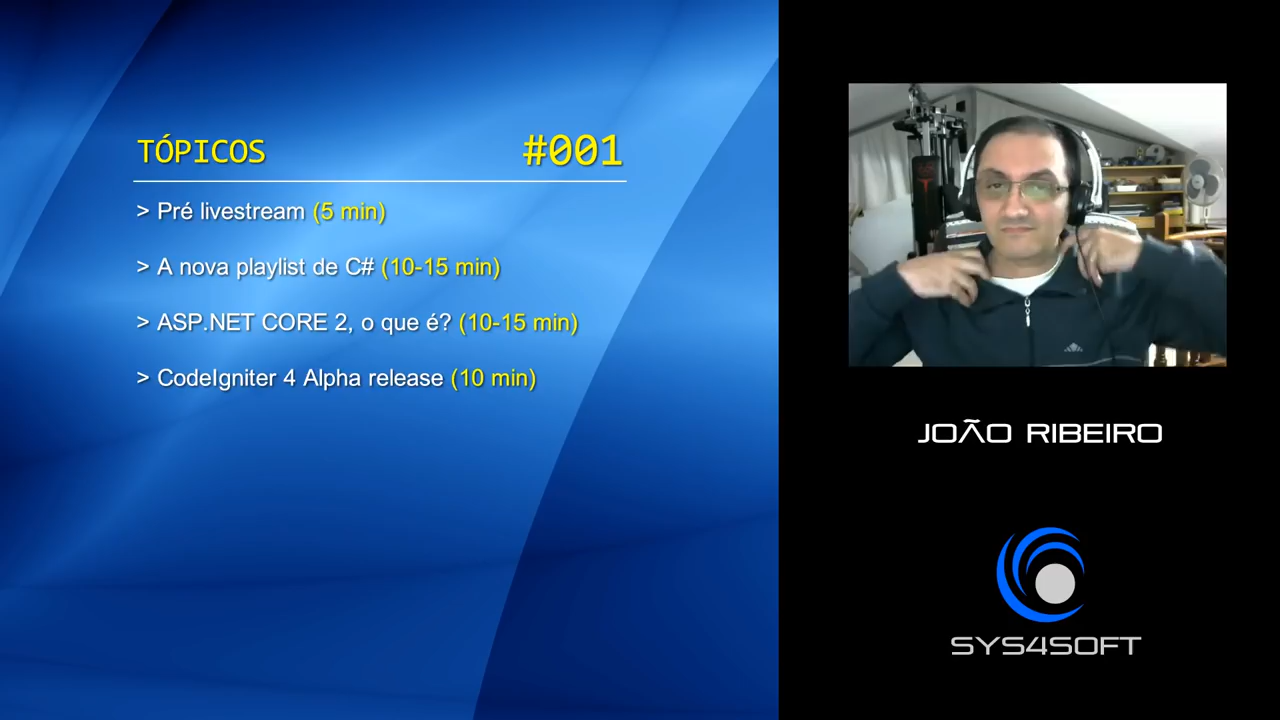 TÓPICOS #001
> Pré livestream (5 min)
> A nova playlist de C# (10-15 min)
> ASP.NET CORE 2, o que é? (10-15 min)
> CodeIgniter 4 Alpha release (10 min)
JOÃO RIBEIRO
SYS4SOFT